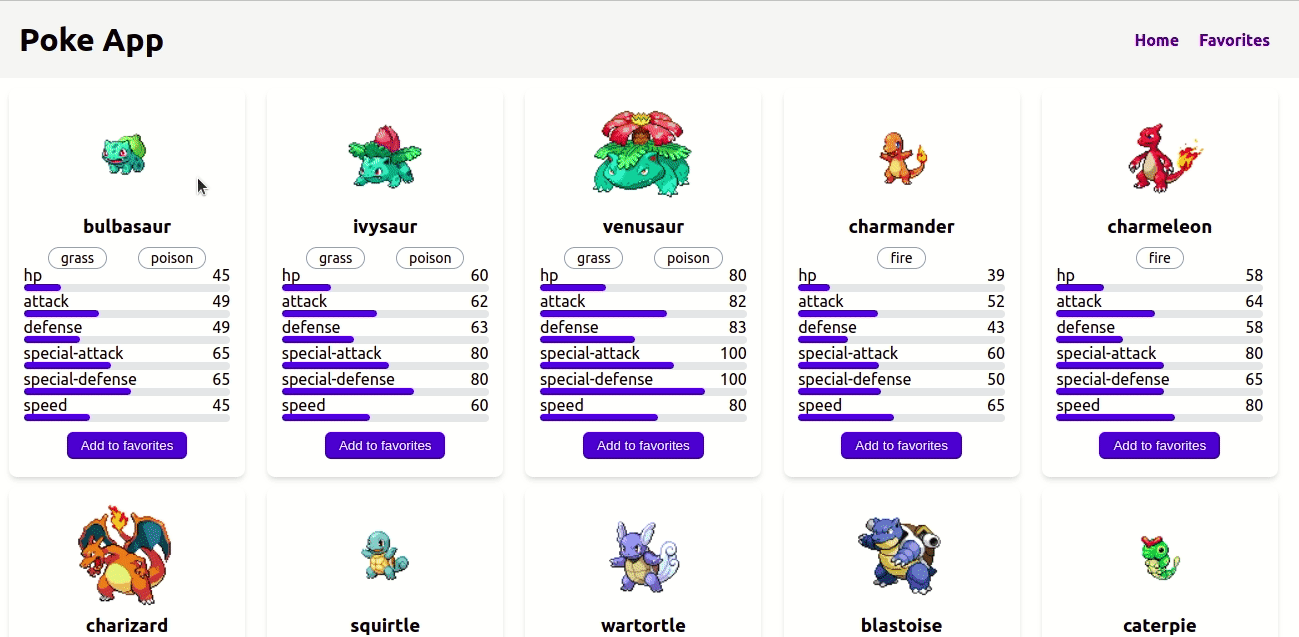 Poke App
Home Favorites
bulbasaur
grass poison
hp 45
attack 49
defense 49
special-attack 65
special-defense 65
speed 45
Add to favorites
ivysaur
grass poison
hp 60
attack 62
defense 63
special-attack 80
special-defense 80
speed 60
Add to favorites
venusaur
grass poison
hp 80
attack 82
defense 83
special-attack 100
special-defense 100
speed 80
Add to favorites
charmander
fire
hp 39
attack 52
defense 43
special-attack 60
special-defense 50
speed 65
Add to favorites
charmeleon
fire
hp 58
attack 64
defense 58
special-attack 80
special-defense 65
speed 80
Add to favorites
charizard
squirtle
wartortle
blastoise
caterpie